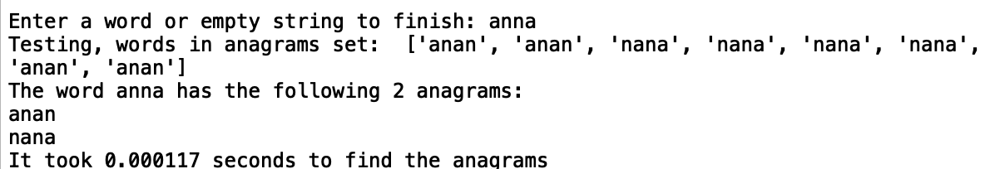 Enter a word or empty string to finish: anna
Testing, words in anagrams set:  ['anan', 'anan', 'nana', 'nana', 'nana', 'nana',
'anan', 'anan']
The word anna has the following 2 anagrams:
anan
nana
It took 0.000117 seconds to find the anagrams